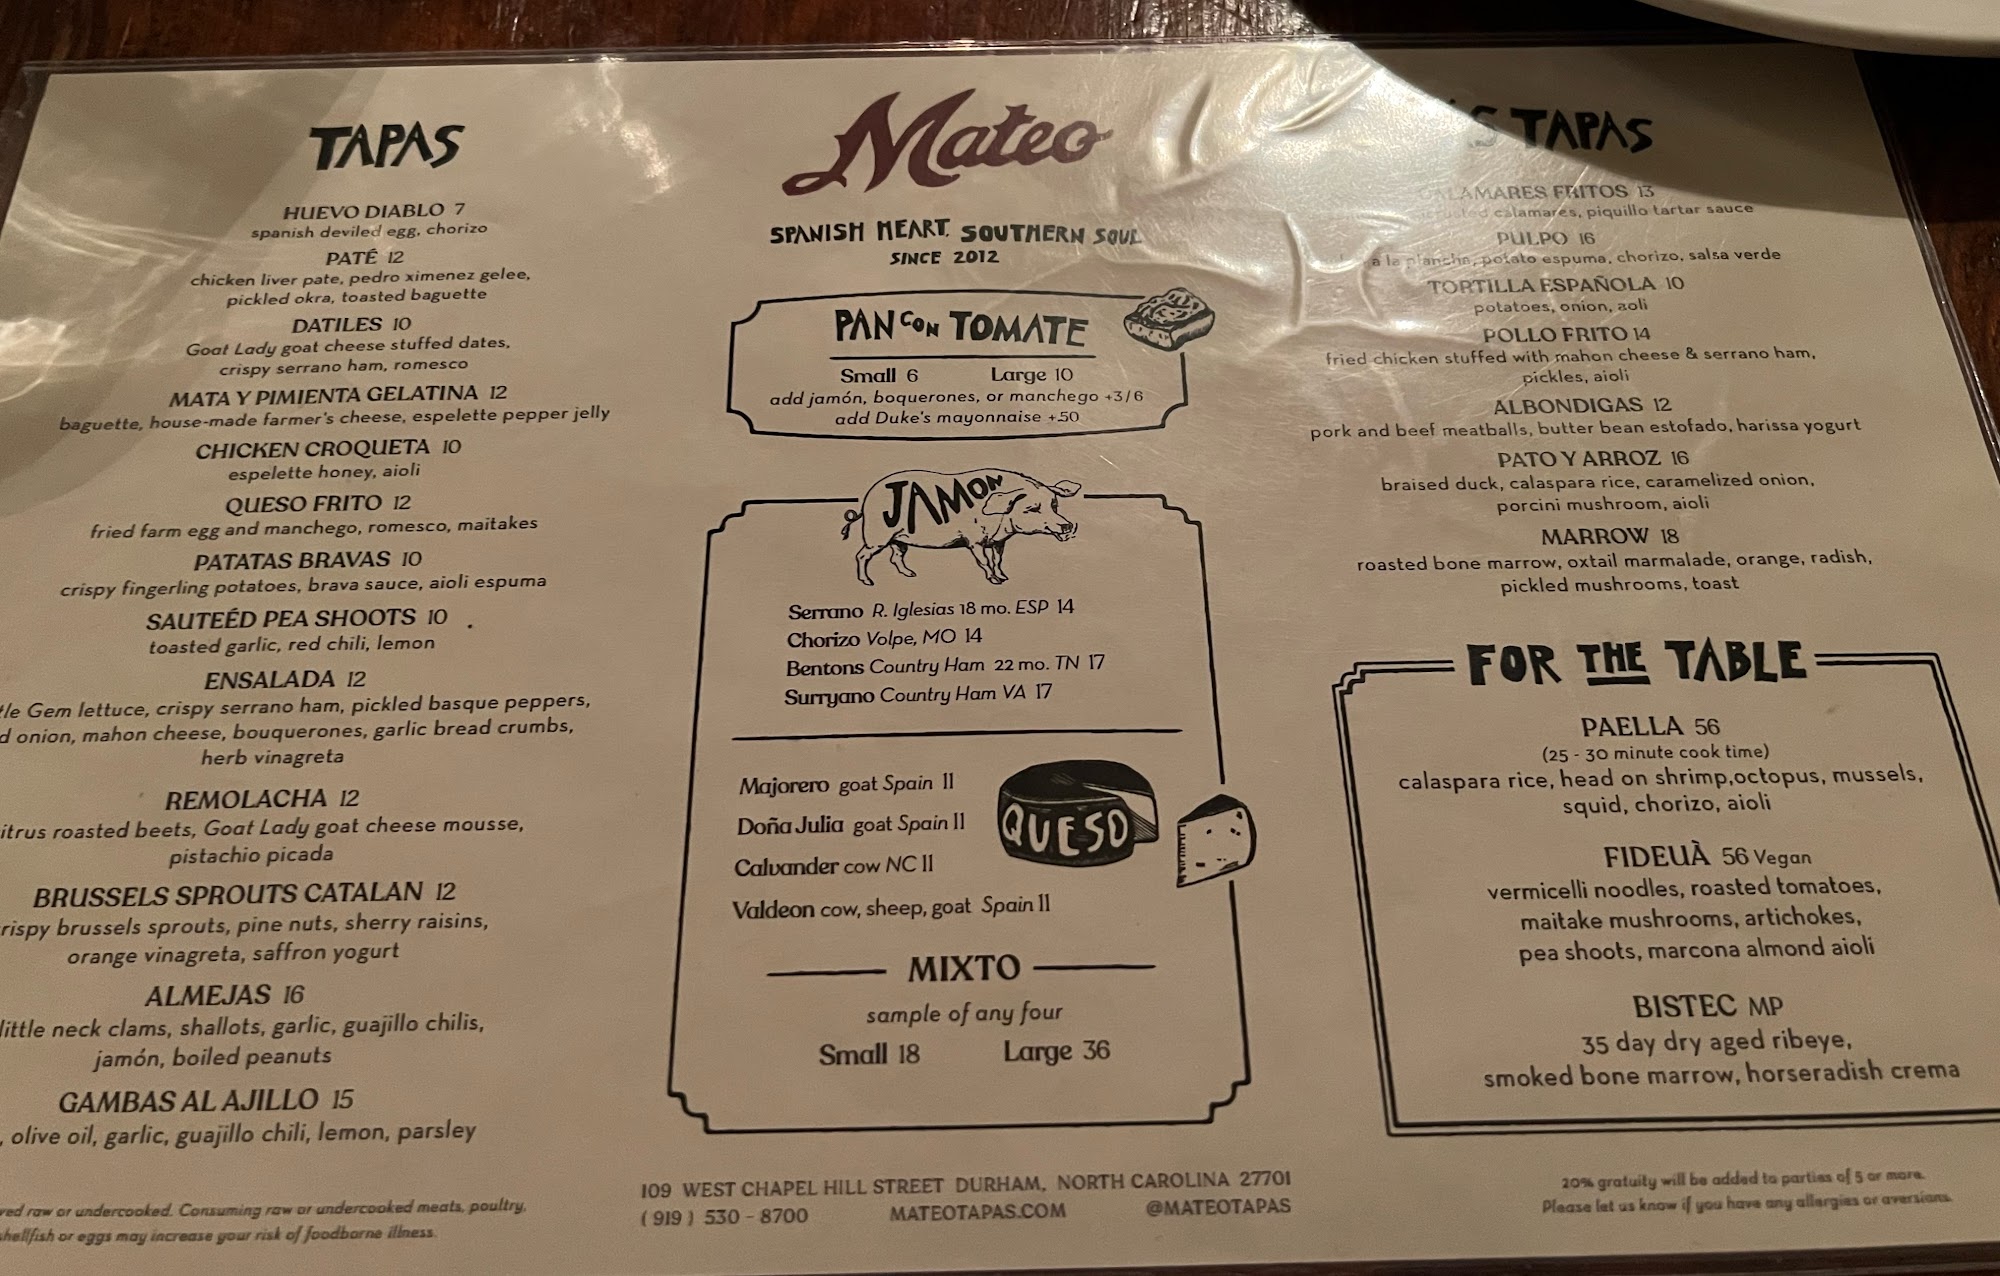 TAPAS
HUEVO DIABLO 7
spanish deviled egg, chorizo
PATÉ 12
chicken liver pate, pedro ximenez gelee,
pickled okra, toasted baguette
DATILES 10
Goat Lady goat cheese stuffed dates,
crispy serrano ham, romesco
MATA Y PIMIENTA GELATINA 12
baguette, house-made farmer's cheese, espelette pepper jelly
CHICKEN CROQUETA 10
espelette honey, aioli
QUESO FRITO 12
fried farm egg and manchego, romesco, maitakes
PATATAS BRAVAS 10
crispy fingerling potatoes, brava sauce, aioli espuma
SAUTEÉD PEA SHOOTS 10
toasted garlic, red chili, lemon
ENSALADA 12
Gem lettuce, crispy serrano ham, pickled basque peppers,
onion, mahon cheese, bouquerones, garlic bread crumbs,
herb vinagreta
REMOLACHA 12
roasted beets, Goat Lady goat cheese mousse,
pistachio picada
BRUSSELS SPROUTS CATALAN 12
brussels sprouts, pine nuts, sherry raisins,
orange vinagreta, saffron yogurt
ALMEJAS 16
little neck clams, shallots, garlic, guajillo chilis,
jamón, boiled peanuts
GAMBAS AL AJILLO 15
, olive oil, garlic, guajillo chili, lemon, parsley
raw or undercooked. Consuming raw or undercooked meats, poultry,
shellfish or eggs may increase your risk of foodborne illness.
Mateo
SPANISH HEART, SOUTHERN SOUL
SINCE 2012
PAN CON TOMATE
Small 6 Large 10
add jamón, boquerones, or manchego +3/6
add Duke's mayonnaise +.50
JAMON
Serrano R. Iglesias 18 mo. ESP 14
Chorizo Volpe, MO 14
Bentons Country Ham 22 mo. TN 17
Surryano Country Ham VA 17
Majorero goat Spain 11
Doña Julia goat Spain 11
Calvander cow NC 11
Valdeon cow, sheep, goat Spain 11
QUESO
MIXTO
sample of any four
Small 18 Large 36
109 WEST CHAPEL HILL STREET DURHAM, NORTH CAROLINA 27701
(919) 530-8700 MATEOTAPAS.COM @MATEOTAPAS
TAPAS
CALAMARES FRITOS 13
calamares, piquillo tartar sauce
PULPO 16
a la plancha, potato espuma, chorizo, salsa verde
TORTILLA ESPAÑOLA 10
potatoes, onion, aoli
POLLO FRITO 14
fried chicken stuffed with mahon cheese & serrano ham,
pickles, aioli
ALBONDIGAS 12
pork and beef meatballs, butter bean estofado, harissa yogurt
PATO Y ARROZ 16
braised duck, calaspara rice, caramelized onion,
porcini mushroom, aioli
MARROW 18
roasted bone marrow, oxtail marmalade, orange, radish,
pickled mushrooms, toast
FOR THE TABLE
PAELLA 56
(25 - 30 minute cook time)
calaspara rice, head on shrimp,octopus, mussels,
squid, chorizo, aioli
FIDEUÀ 56 Vegan
vermicelli noodles, roasted tomatoes,
maitake mushrooms, artichokes,
pea shoots, marcona almond aioli
BISTEC MP
35 day dry aged ribeye,
smoked bone marrow, horseradish crema
20% gratuity will be added to parties of 5 or more.
Please let us know if you have any allergies or aversions.